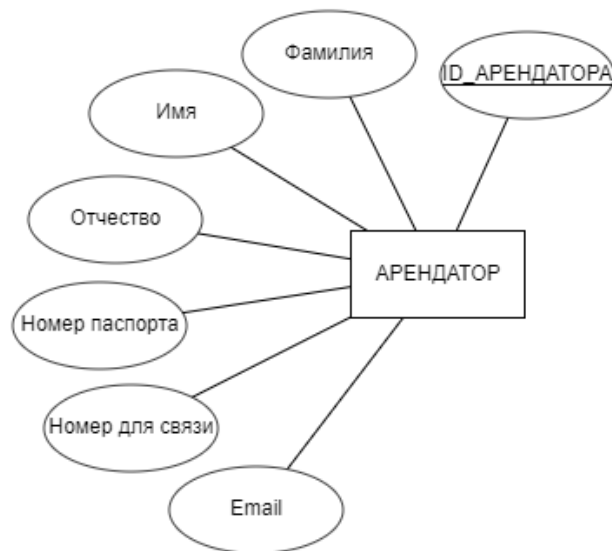 Фамилия
ID_АРЕНДАТОРА
Имя
Отчество
АРЕНДАТОР
Номер паспорта
Номер для связи
Email